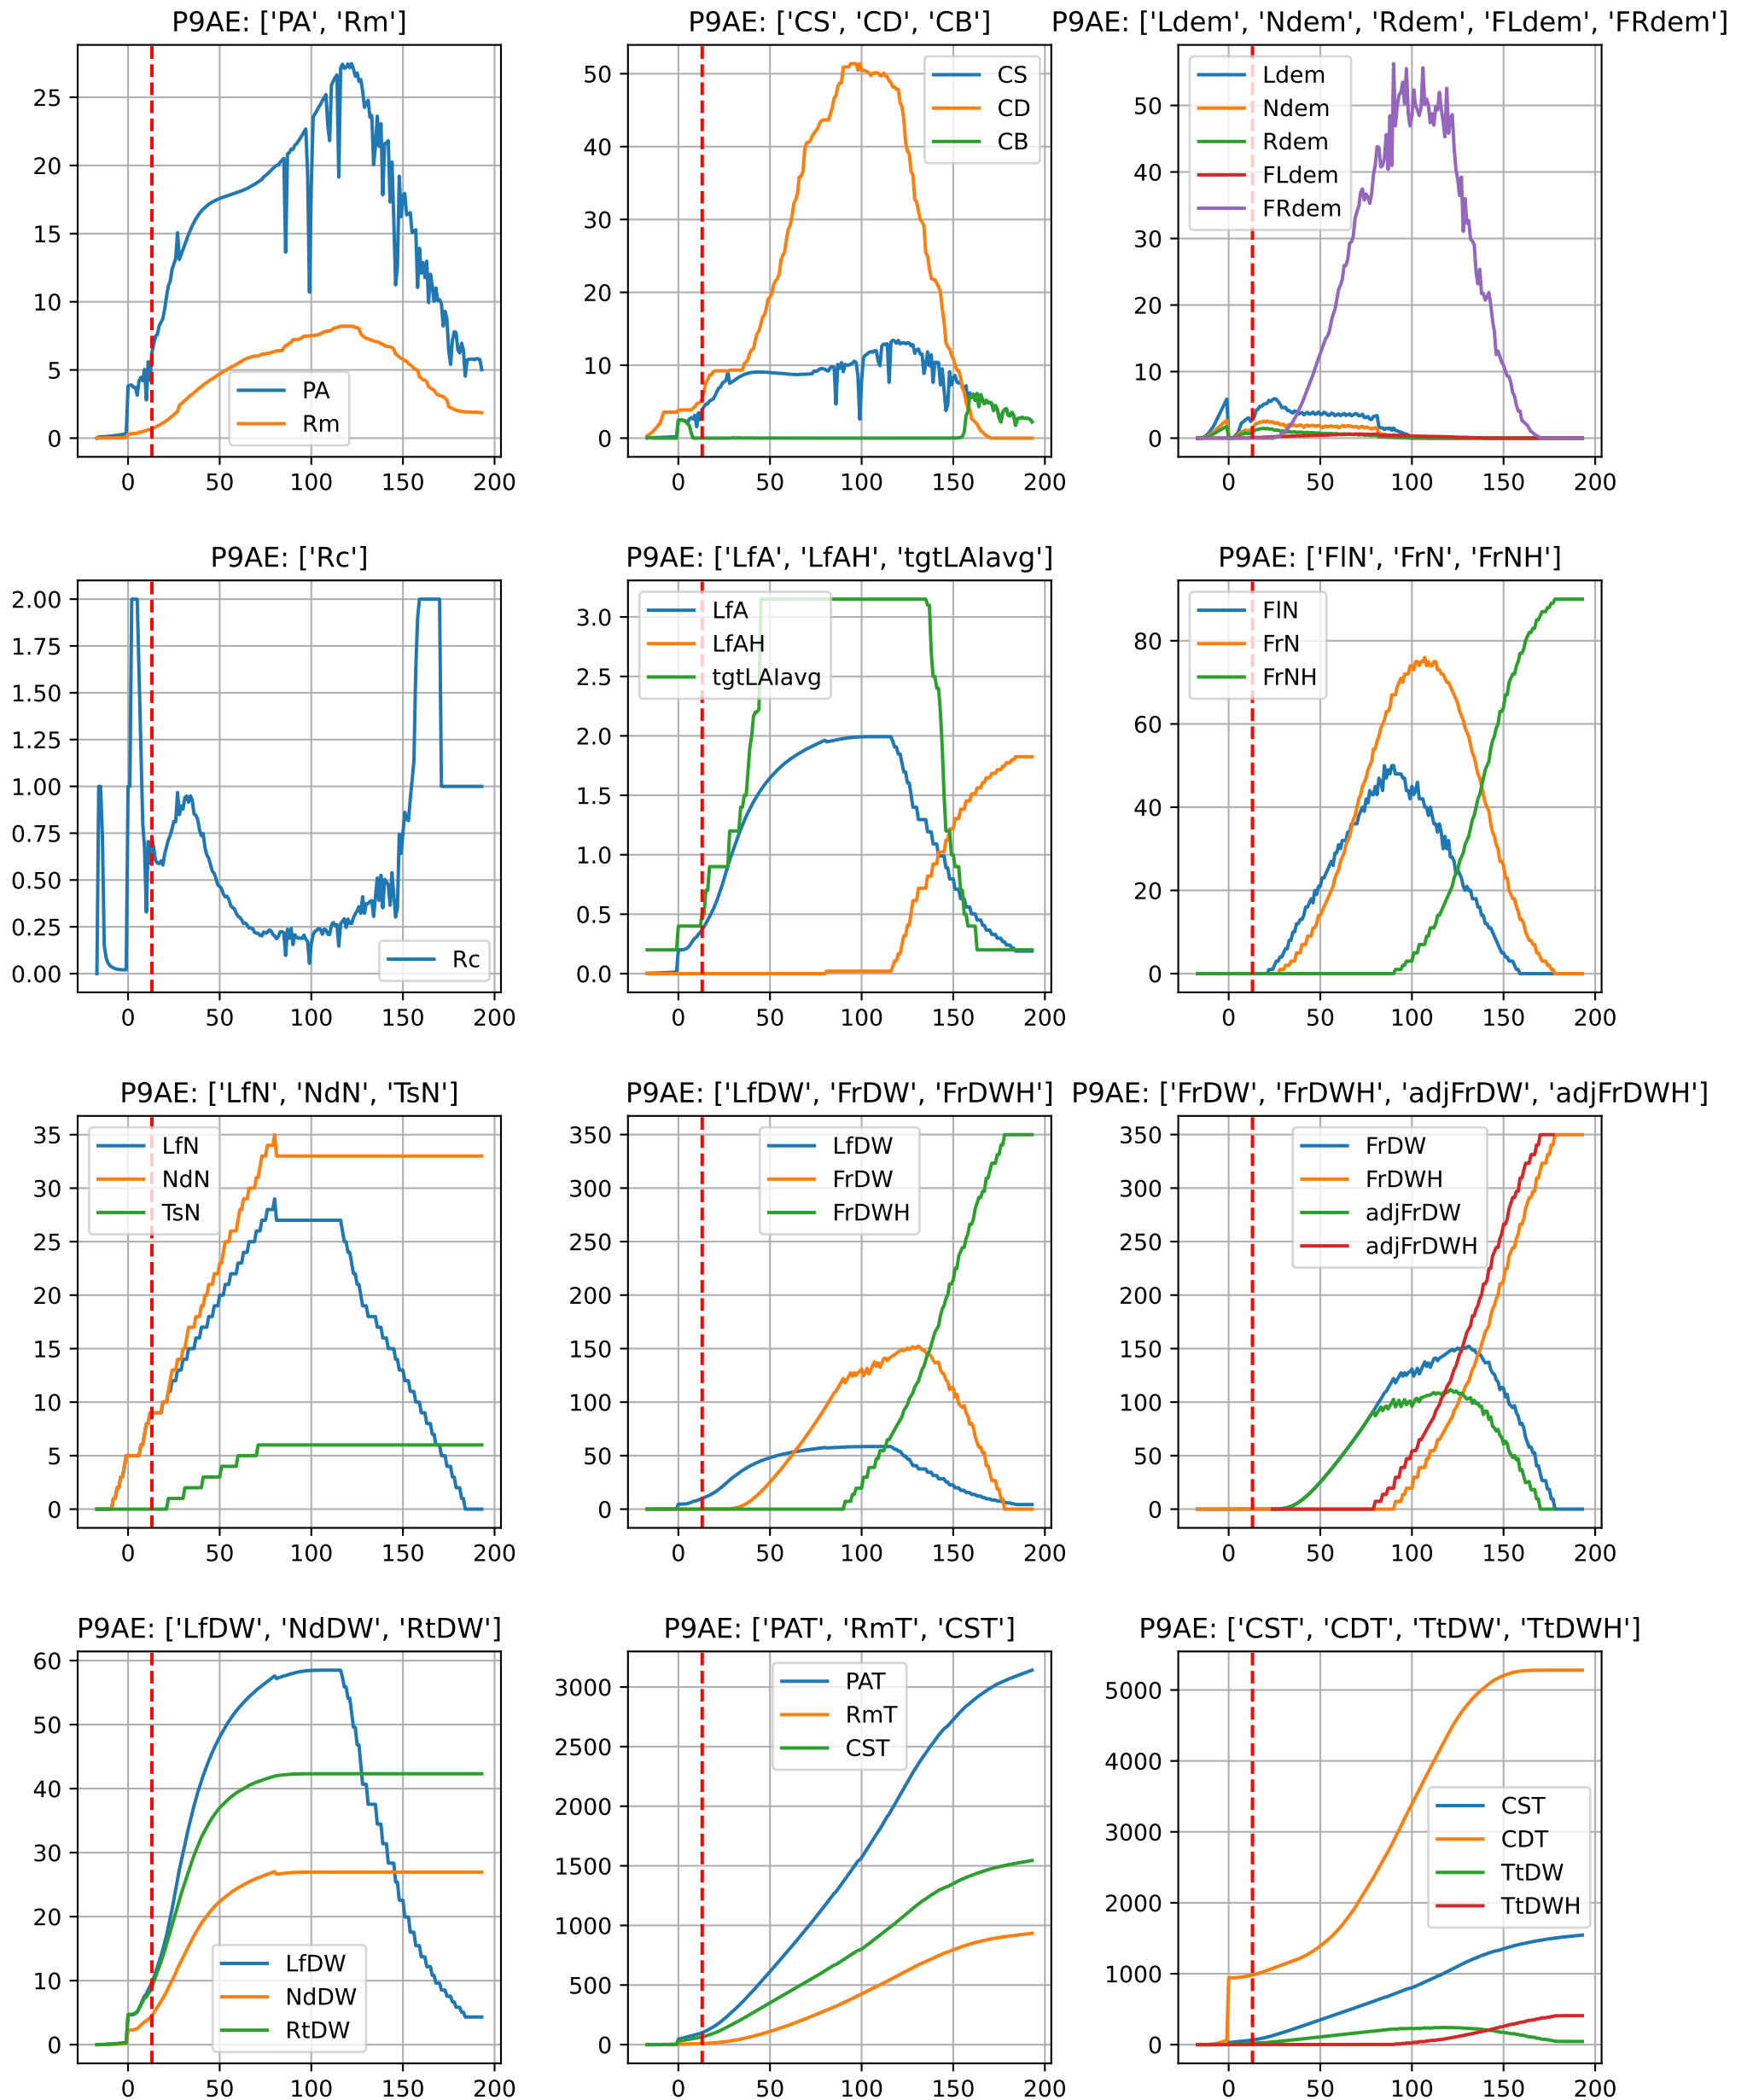 P9AE: ['PA', 'Rm']
25
20
15
10
5
0
PA
Rm
0 50 100 150 200
P9AE: ['CS', 'CD', 'CB']
50
40
30
20
10
0
CS
CD
CB
0 50 100 150 200
P9AE: ['Ldem', 'Ndem', 'Rdem', 'FLdem', 'FRdem']
50
40
30
20
10
0
Ldem
Ndem
Rdem
FLdem
FRdem
0 50 100 150 200
P9AE: ['Rc']
2.00
1.75
1.50
1.25
1.00
0.75
0.50
0.25
0.00
Rc
0 50 100 150 200
P9AE: ['LfA', 'LfAH', 'tgtLAIavg']
3.0
2.5
2.0
1.5
1.0
0.5
0.0
LfA
LfAH
tgtLAIavg
0 50 100 150 200
P9AE: ['FlN', 'FrN', 'FrNH']
80
60
40
20
0
FlN
FrN
FrNH
0 50 100 150 200
P9AE: ['LfN', 'NdN', 'TsN']
35
30
25
20
15
10
5
0
LfN
NdN
TsN
0 50 100 150 200
P9AE: ['LfDW', 'FrDW', 'FrDWH']
350
300
250
200
150
100
50
0
LfDW
FrDW
FrDWH
0 50 100 150 200
P9AE: ['FrDW', 'FrDWH', 'adjFrDW', 'adjFrDWH']
350
300
250
200
150
100
50
0
FrDW
FrDWH
adjFrDW
adjFrDWH
0 50 100 150 200
P9AE: ['LfDW', 'NdDW', 'RtDW']
60
50
40
30
20
10
0
LfDW
NdDW
RtDW
0 50 100 150 200
P9AE: ['PAT', 'RmT', 'CST']
3000
2500
2000
1500
1000
500
0
PAT
RmT
CST
0 50 100 150 200
P9AE: ['CST', 'CDT', 'TtDW', 'TtDWH']
5000
4000
3000
2000
1000
0
CST
CDT
TtDW
TtDWH
0 50 100 150 200